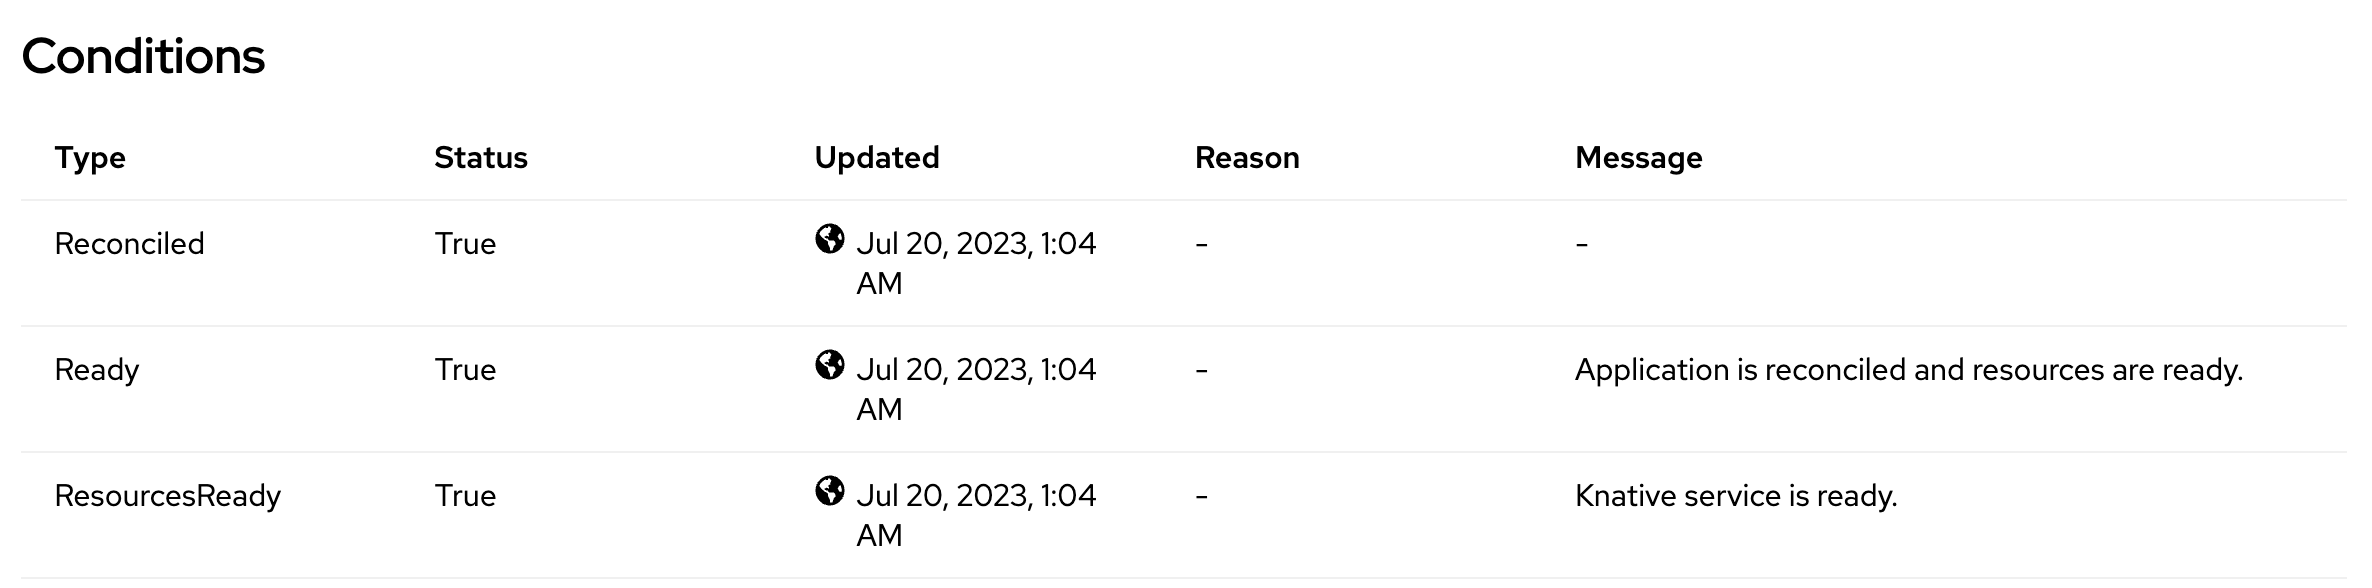 Conditions
Type Status Updated Reason Message
Reconciled True Jul 20, 2023, 1:04 - -
AM
Ready True Jul 20, 2023, 1:04 - Application is reconciled and resources are ready.
AM
ResourcesReady True Jul 20, 2023, 1:04 - Knative service is ready.
AM